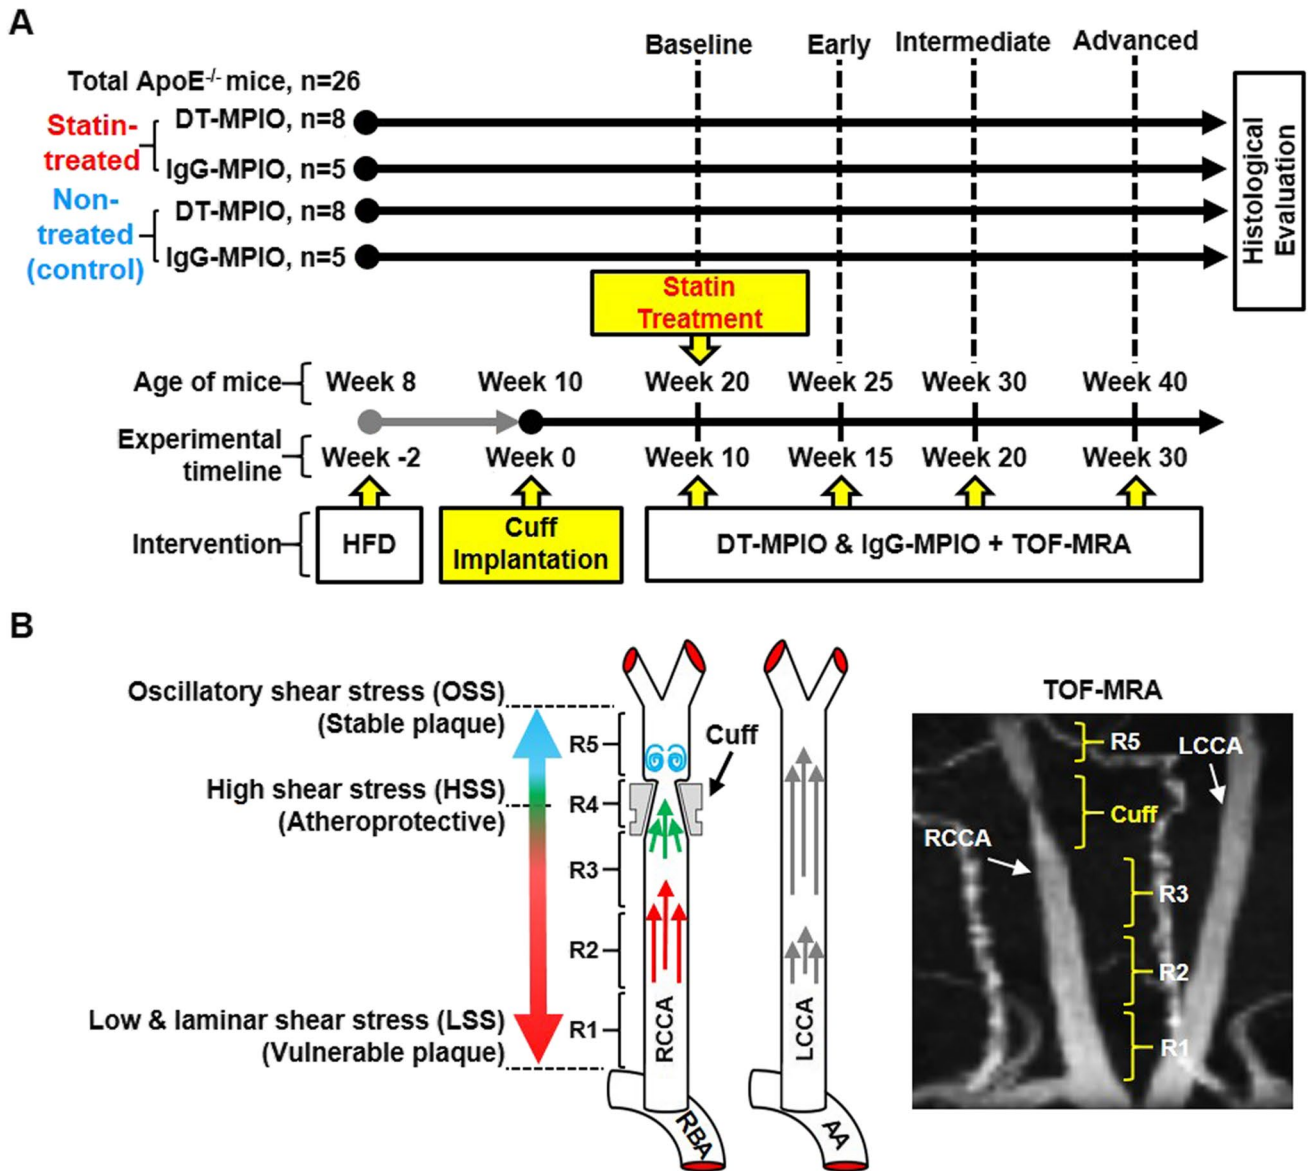 A
Baseline Early Intermediate Advanced
Total ApoE-/- mice, n=26
Statin-
treated
DT-MPIO, n=8
IgG-MPIO, n=5
Non-
treated
(control)
DT-MPIO, n=8
IgG-MPIO, n=5
Histological
Evaluation
Statin
Treatment
Age of mice Week 8 Week 10 Week 20 Week 25 Week 30 Week 40
Experimental
timeline
Week -2 Week 0 Week 10 Week 15 Week 20 Week 30
Intervention
HFD
Cuff
Implantation
DT-MPIO & IgG-MPIO + TOF-MRA
B
Oscillatory shear stress (OSS)
(Stable plaque)
High shear stress (HSS)
(Atheroprotective)
Low & laminar shear stress (LSS)
(Vulnerable plaque)
R5
R4
R3
R2
R1
Cuff
RCCA
RBA
LCCA
AA
TOF-MRA
R5
LCCA
Cuff
RCCA
R3
R2
R1